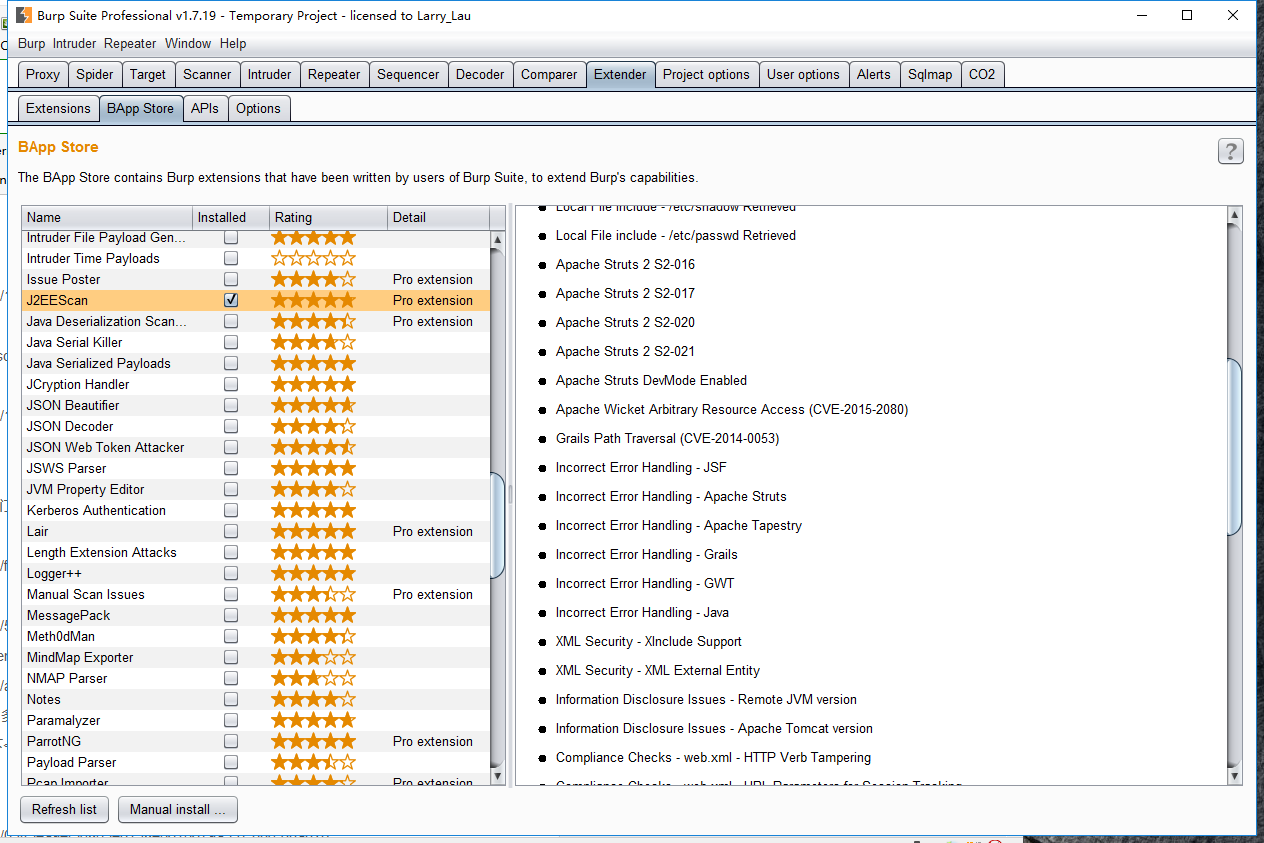 Burp Suite Professional v1.7.19 - Temporary Project - licensed to Larry_Lau
Burp Intruder Repeater Window Help
Proxy Spider Target Scanner Intruder Repeater Sequencer Decoder Comparer Extender Project options User options Alerts Sqlmap CO2
Extensions BApp Store APIs Options
BApp Store
?
The BApp Store contains Burp extensions that have been written by users of Burp Suite, to extend Burp's capabilities.
Name Installed Rating Detail
Intruder File Payload Gen...
Intruder Time Payloads
Issue Poster Pro extension
J2EEScan Pro extension
Java Deserialization Scan... Pro extension
Java Serial Killer
Java Serialized Payloads
JCryption Handler
JSON Beautifier
JSON Decoder
JSON Web Token Attacker
JSWS Parser
JVM Property Editor
Kerberos Authentication
Lair Pro extension
Length Extension Attacks
Logger++
Manual Scan Issues Pro extension
MessagePack
Meth0dMan
MindMap Exporter
NMAP Parser
Notes
Paramalyzer
ParrotNG Pro extension
Payload Parser
Pcap Importer Pro extension
Local File include - /etc/shadow Retrieved
Local File include - /etc/passwd Retrieved
Apache Struts 2 S2-016
Apache Struts 2 S2-017
Apache Struts 2 S2-020
Apache Struts 2 S2-021
Apache Struts DevMode Enabled
Apache Wicket Arbitrary Resource Access (CVE-2015-2080)
Grails Path Traversal (CVE-2014-0053)
Incorrect Error Handling - JSF
Incorrect Error Handling - Apache Struts
Incorrect Error Handling - Apache Tapestry
Incorrect Error Handling - Grails
Incorrect Error Handling - GWT
Incorrect Error Handling - Java
XML Security - XInclude Support
XML Security - XML External Entity
Information Disclosure Issues - Remote JVM version
Information Disclosure Issues - Apache Tomcat version
Compliance Checks - web.xml - HTTP Verb Tampering
Compliance Checks - web.xml - URL Parameters for Session Tracking
Refresh list Manual install ...